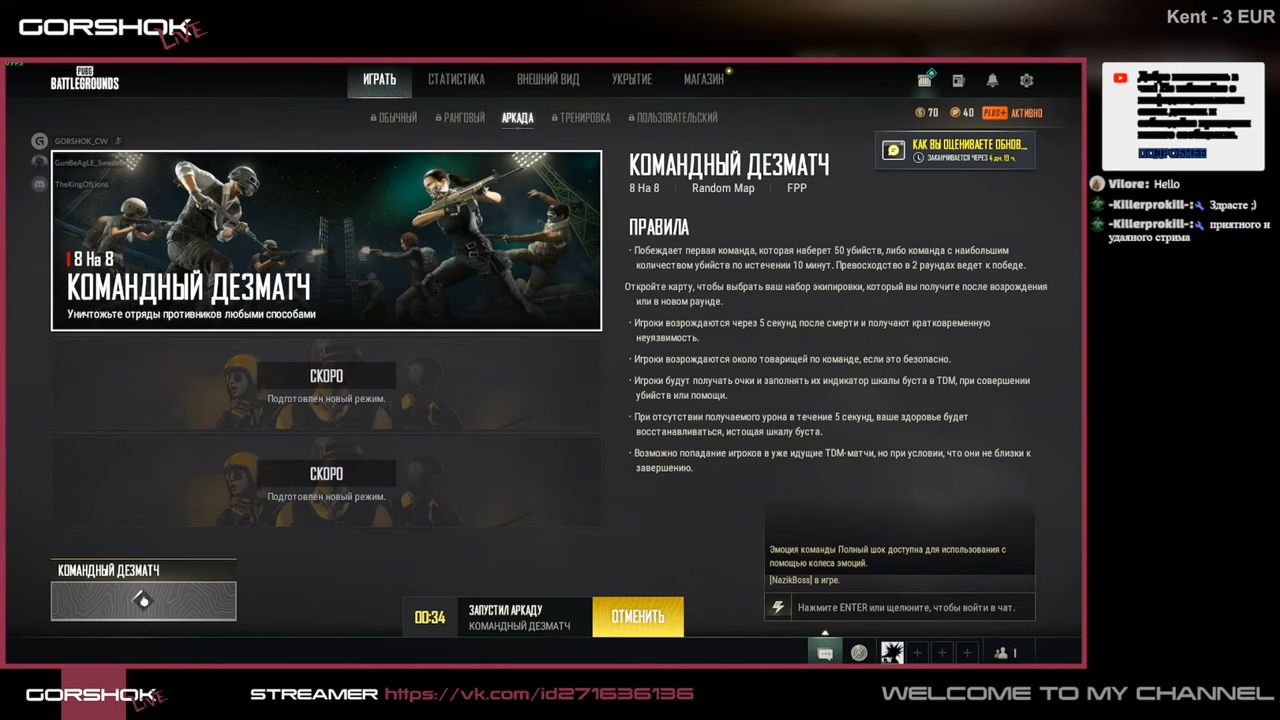 GORSHOK
LIVE
Kent - 3 EUR
PUBG
BATTLEGROUNDS
ИГРАТЬ
СТАТИСТИКА
ВНЕШНИЙ ВИД
УКРЫТИЕ
МАГАЗИН
ОБЫЧНЫЙ
РАНГОВЫЙ
АРКАДА
ТРЕНИРОВКА
ПОЛЬЗОВАТЕЛЬСКИЙ
70
40
PLUS+ АКТИВНО
GORSHOK_CW
GunBeAgLE_Swede
TheKingOfLions
КАК ВЫ ОЦЕНИВАЕТЕ ОБНОВ...
ЗАКАНЧИВАЕТСЯ ЧЕРЕЗ 4 дн. 19 ч.
8 На 8
КОМАНДНЫЙ ДЕЗМАТЧ
Уничтожьте отряды противников любыми способами
СКОРО
Подготовлен новый режим.
СКОРО
Подготовлен новый режим.
КОМАНДНЫЙ ДЕЗМАТЧ
8 На 8 | Random Map | FPP
ПРАВИЛА
· Побеждает первая команда, которая наберет 50 убийств, либо команда с наибольшим
количеством убийств по истечении 10 минут. Превосходство в 2 раундах ведет к победе.
Откройте карту, чтобы выбрать ваш набор экипировки, который вы получите после возрождения
или в новом раунде.
· Игроки возрождаются через 5 секунд после смерти и получают кратковременную
неуязвимость.
· Игроки возрождаются около товарищей по команде, если это безопасно.
· Игроки будут получать очки и заполнять их индикатор шкалы буста в TDM, при совершении
убийств или помощи.
· При отсутствии получаемого урона в течение 5 секунд, ваше здоровье будет
восстанавливаться, истощая шкалу буста.
· Возможно попадание игроков в уже идущие TDM-матчи, но при условии, что они не близки к
завершению.
КОМАНДНЫЙ ДЕЗМАТЧ
00:34
ЗАПУСТИЛ АРКАДУ
КОМАНДНЫЙ ДЕЗМАТЧ
ОТМЕНИТЬ
Эмоция команды Полный шок доступна для использования с
помощью колеса эмоций.
[NazikBoss] в игре.
Нажмите ENTER или щелкните, чтобы войти в чат.
CW
1
ПОДРОБНЕЕ
Vilore: Hello
-Killerprokill-: Здрасте ;)
-Killerprokill-: приятного и
удаяного стрима
GORSHOK
LIVE
STREAMER https://vk.com/id271636136
WELCOME TO MY CHANNEL